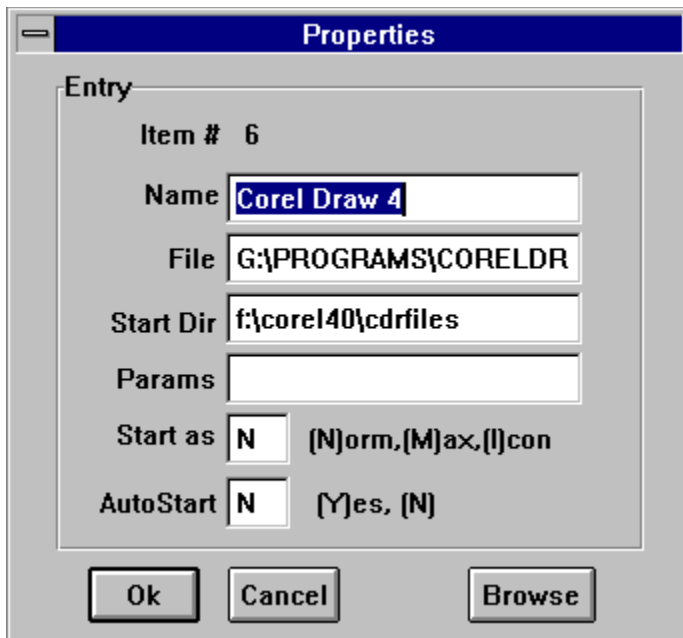 Properties
Entry
Item # 6
Name Corel Draw 4
File G:\PROGRAMS\CORELDR
Start Dir f:\corel40\cdrfiles
Params
Start as N (N)orm,(M)ax,(I)con
AutoStart N (Y)es, (N)
Ok Cancel Browse